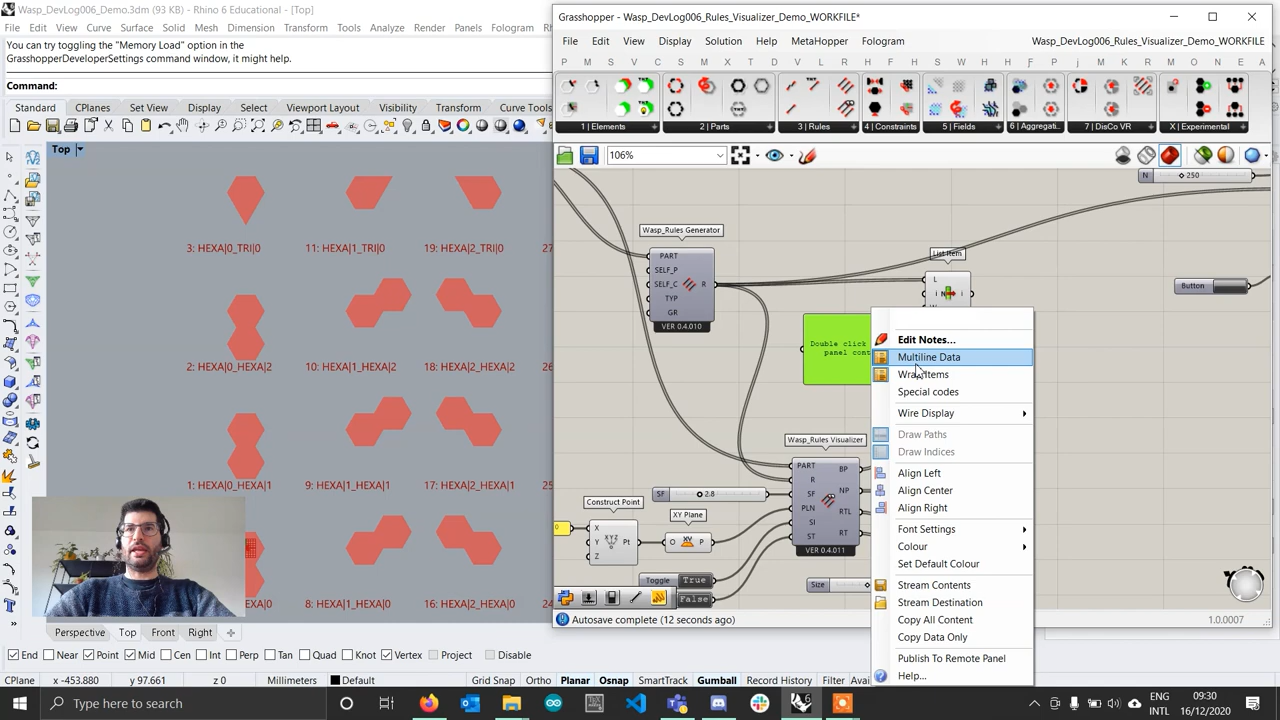 Wasp_DevLog006_Demo.3dm (93 KB) - Rhino 6 Educational - [Top]
File Edit View Curve Surface Solid Mesh Dimension Transform Tools Analyze Render Panels Fologram
You can try toggling the "Memory Load" option in the
GrasshopperDeveloperSettings command window, it might help.
Command:
Standard CPlanes Set View Display Select Viewport Layout Visibility Transform Curve Tools
Top
3: HEXA|0_TRI|0 11: HEXA|1_TRI|0 19: HEXA|2_TRI|0 27
2: HEXA|0_HEXA|2 10: HEXA|1_HEXA|2 18: HEXA|2_HEXA|2
1: HEXA|0_HEXA|1 9: HEXA|1_HEXA|1 17: HEXA|2_HEXA|1
8: HEXA|1_HEXA|0 16: HEXA|2_HEXA|0
Perspective Top Front Right
End Near Point Mid Cen Int Perp Tan Quad Knot Vertex Project Disable
CPlane x -453.880 y 97.661 z 0 Millimeters Default Grid Snap Ortho Planar Osnap SmartTrack Gumball Record History Filter
Grasshopper - Wasp_DevLog006_Rules_Visualizer_Demo_WORKFILE*
File Edit View Display Solution Help MetaHopper Fologram Wasp_DevLog006_Rules_Visualizer_Demo_WORKFILE
1 | Elements 2 | Parts 3 | Rules 4 | Constraints 5 | Fields 6 | Aggregati.. 7 | DisCo VR X | Experimental
106%
N 250
Wasp_Rules Generator
PART
SELF_P
SELF_C
TYP
GR
R
VER 0.4.010
List Item
L
i
N
i
Button
Double click
panel cont
Wasp_Rules Visualizer
PART
R
SF
PLN
SI
ST
BP
NP
RTL
RT
VER 0.4.011
SF 2.8
Construct Point
X
Y
Z
Pt
XY Plane
O P
Toggle True
False
Size
Edit Notes...
Multiline Data
Wrap Items
Special codes
Wire Display
Draw Paths
Draw Indices
Align Left
Align Center
Align Right
Font Settings
Colour
Set Default Colour
Stream Contents
Stream Destination
Copy All Content
Copy Data Only
Publish To Remote Panel
Help...
Autosave complete (12 seconds ago)
1.0.0007
Type here to search
ENG
INTL
09:30
16/12/2020